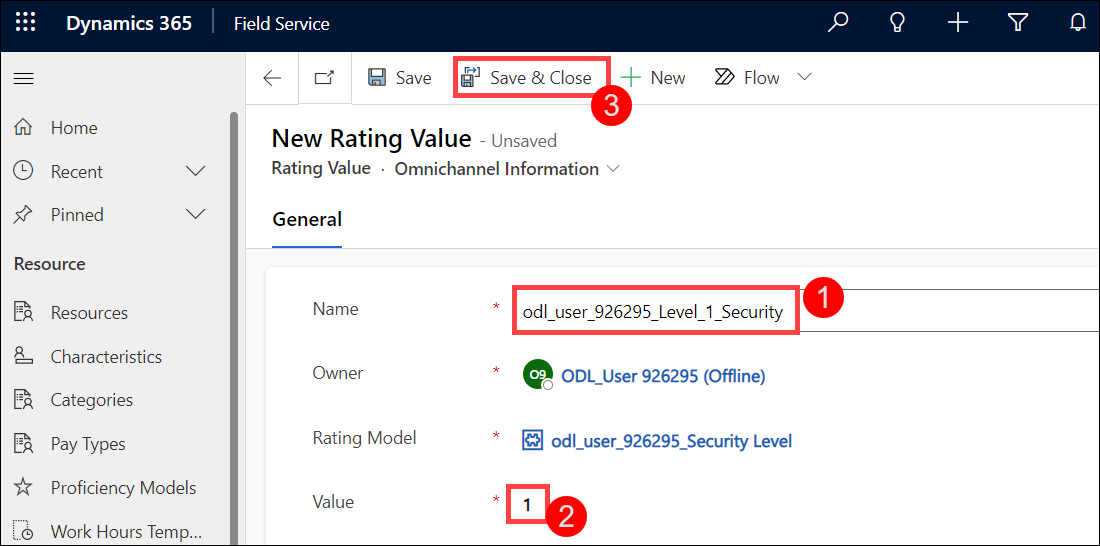 Dynamics 365 Field Service
Save Save & Close New Flow
3
Home
Recent
Pinned
Resource
Resources
Characteristics
Categories
Pay Types
Proficiency Models
Work Hours Temp...
New Rating Value - Unsaved
Rating Value · Omnichannel Information
General
Name * odl_user_926295_Level_1_Security 1
Owner * O9 ODL_User 926295 (Offline)
Rating Model * odl_user_926295_Security Level
Value * 1 2